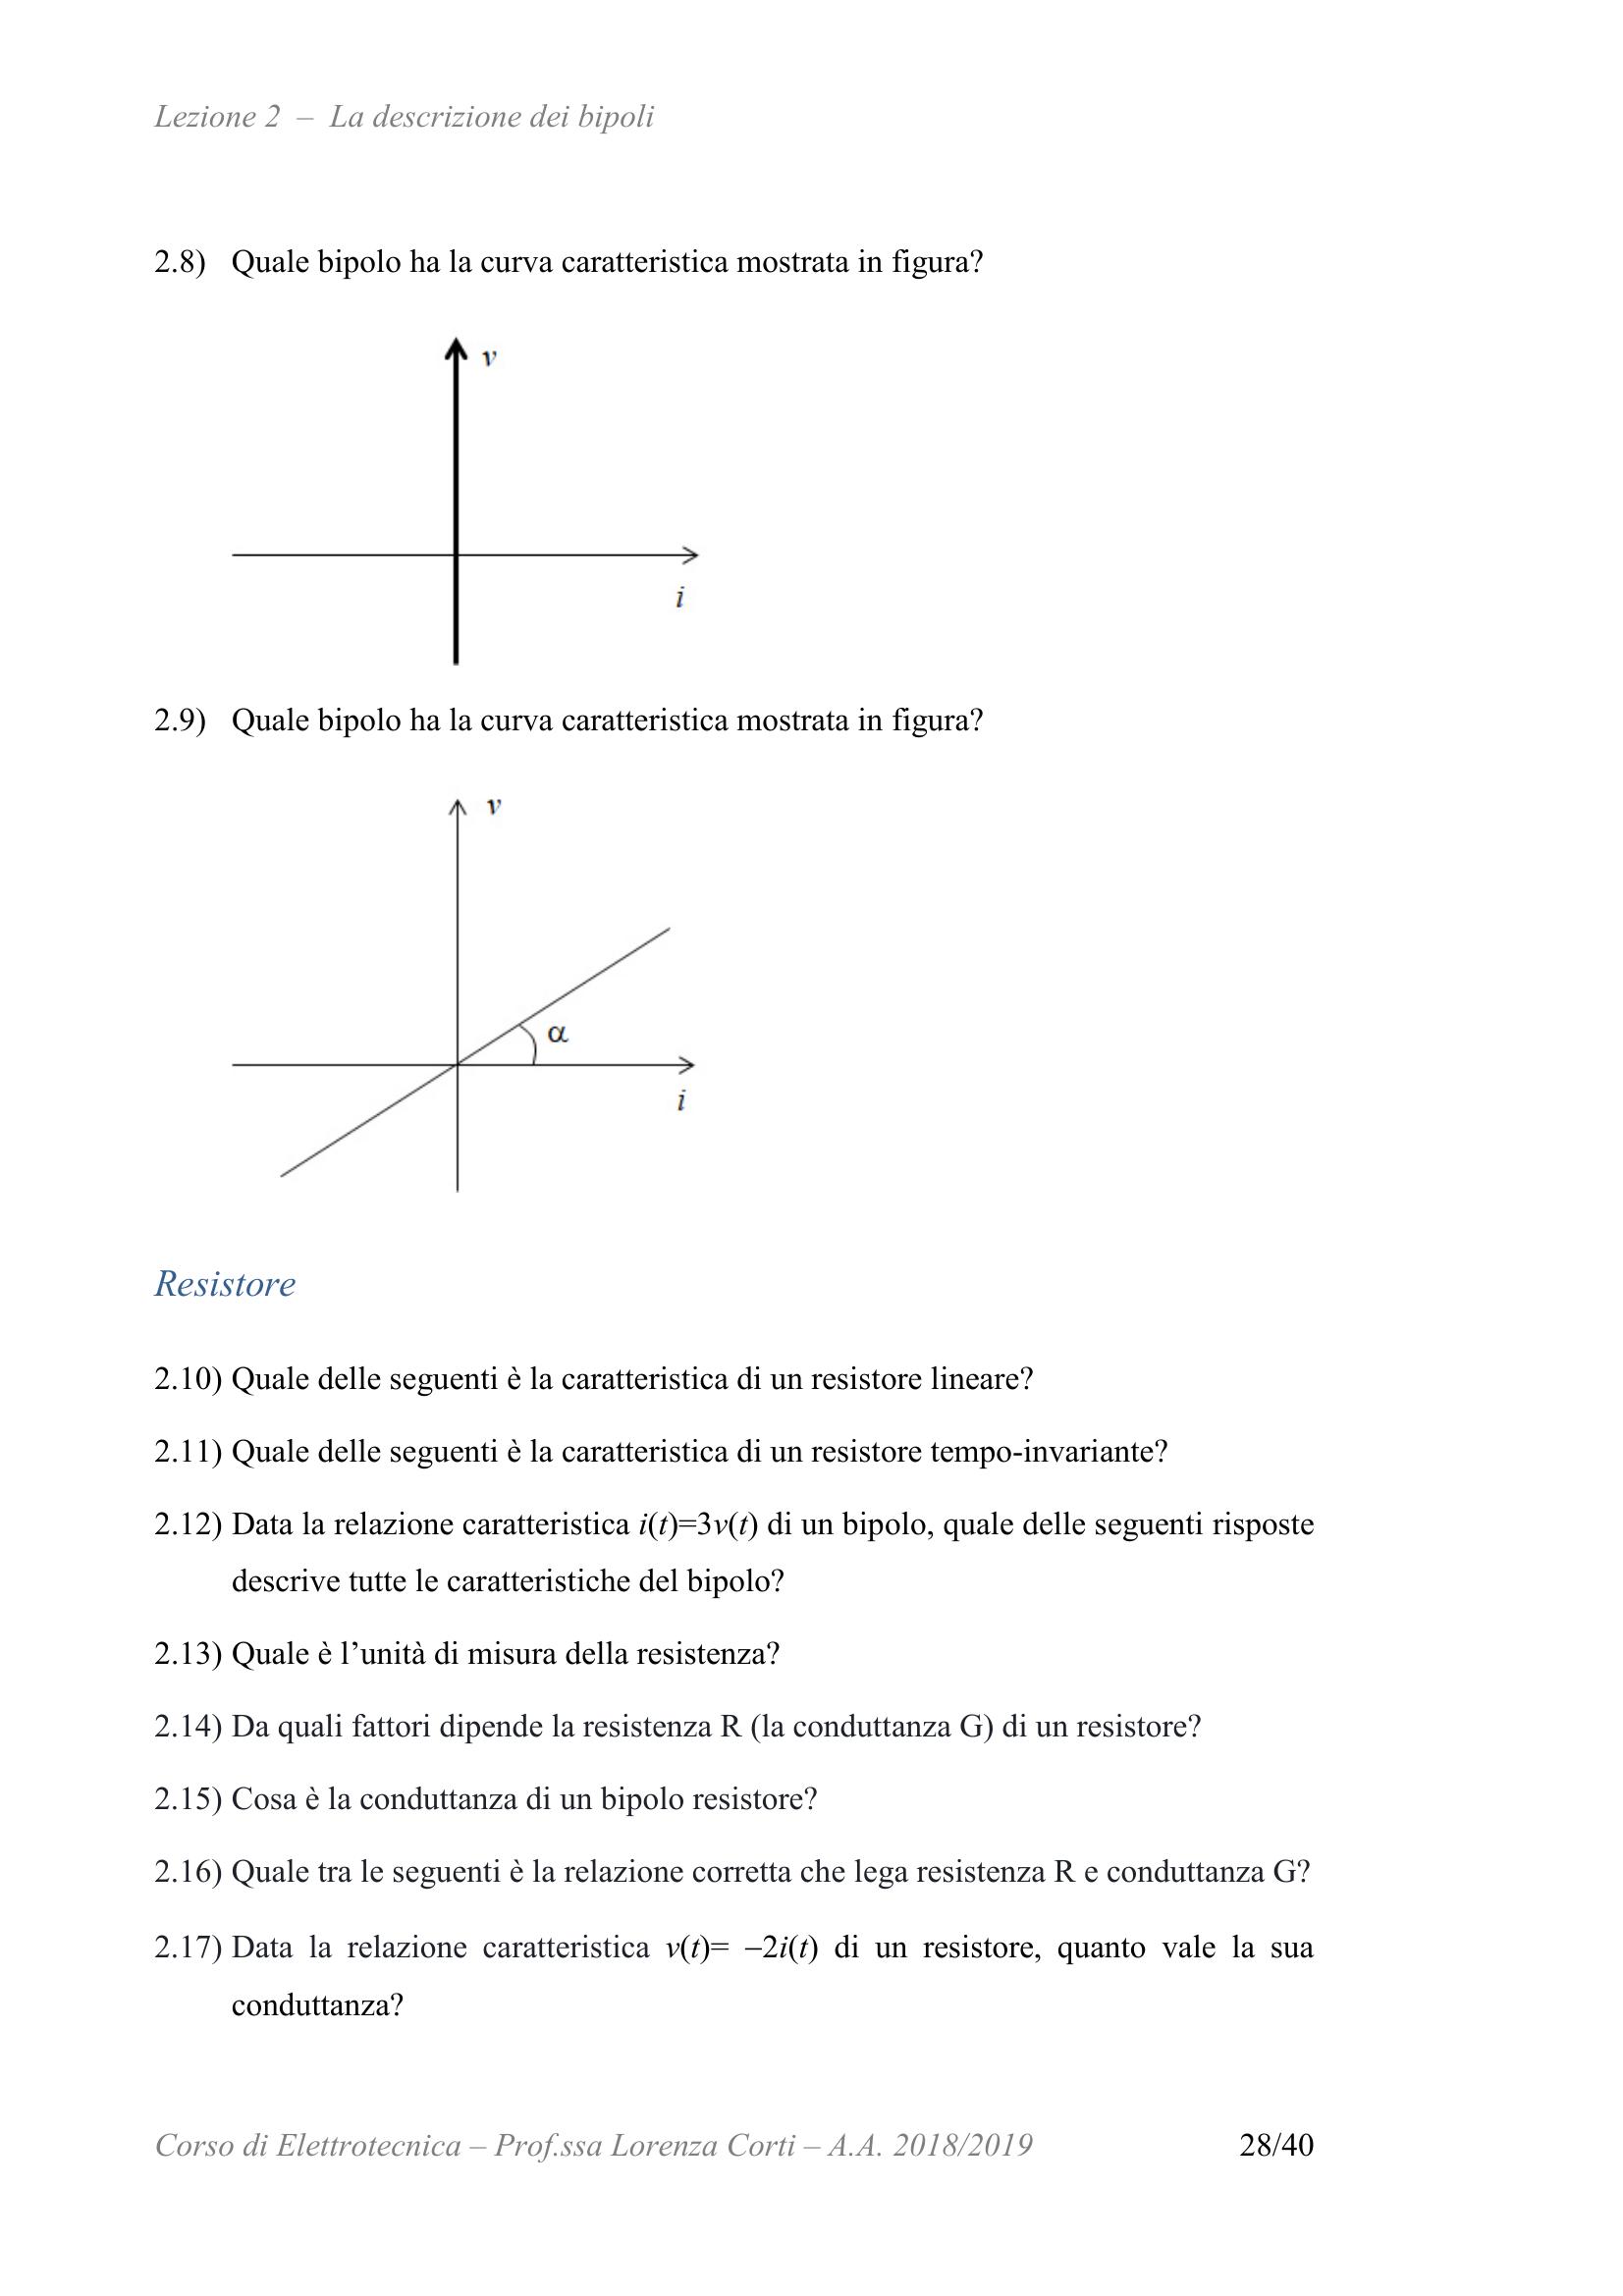 Lezione 2 – La descrizione dei bipoli
2.8) Quale bipolo ha la curva caratteristica mostrata in figura?
v
i
2.9) Quale bipolo ha la curva caratteristica mostrata in figura?
v
α
i
Resistore
2.10) Quale delle seguenti è la caratteristica di un resistore lineare?
2.11) Quale delle seguenti è la caratteristica di un resistore tempo-invariante?
2.12) Data la relazione caratteristica i(t)=3v(t) di un bipolo, quale delle seguenti risposte
descrive tutte le caratteristiche del bipolo?
2.13) Quale è l’unità di misura della resistenza?
2.14) Da quali fattori dipende la resistenza R (la conduttanza G) di un resistore?
2.15) Cosa è la conduttanza di un bipolo resistore?
2.16) Quale tra le seguenti è la relazione corretta che lega resistenza R e conduttanza G?
2.17) Data la relazione caratteristica v(t)= –2i(t) di un resistore, quanto vale la sua
conduttanza?
Corso di Elettrotecnica – Prof.ssa Lorenza Corti – A.A. 2018/2019 28/40